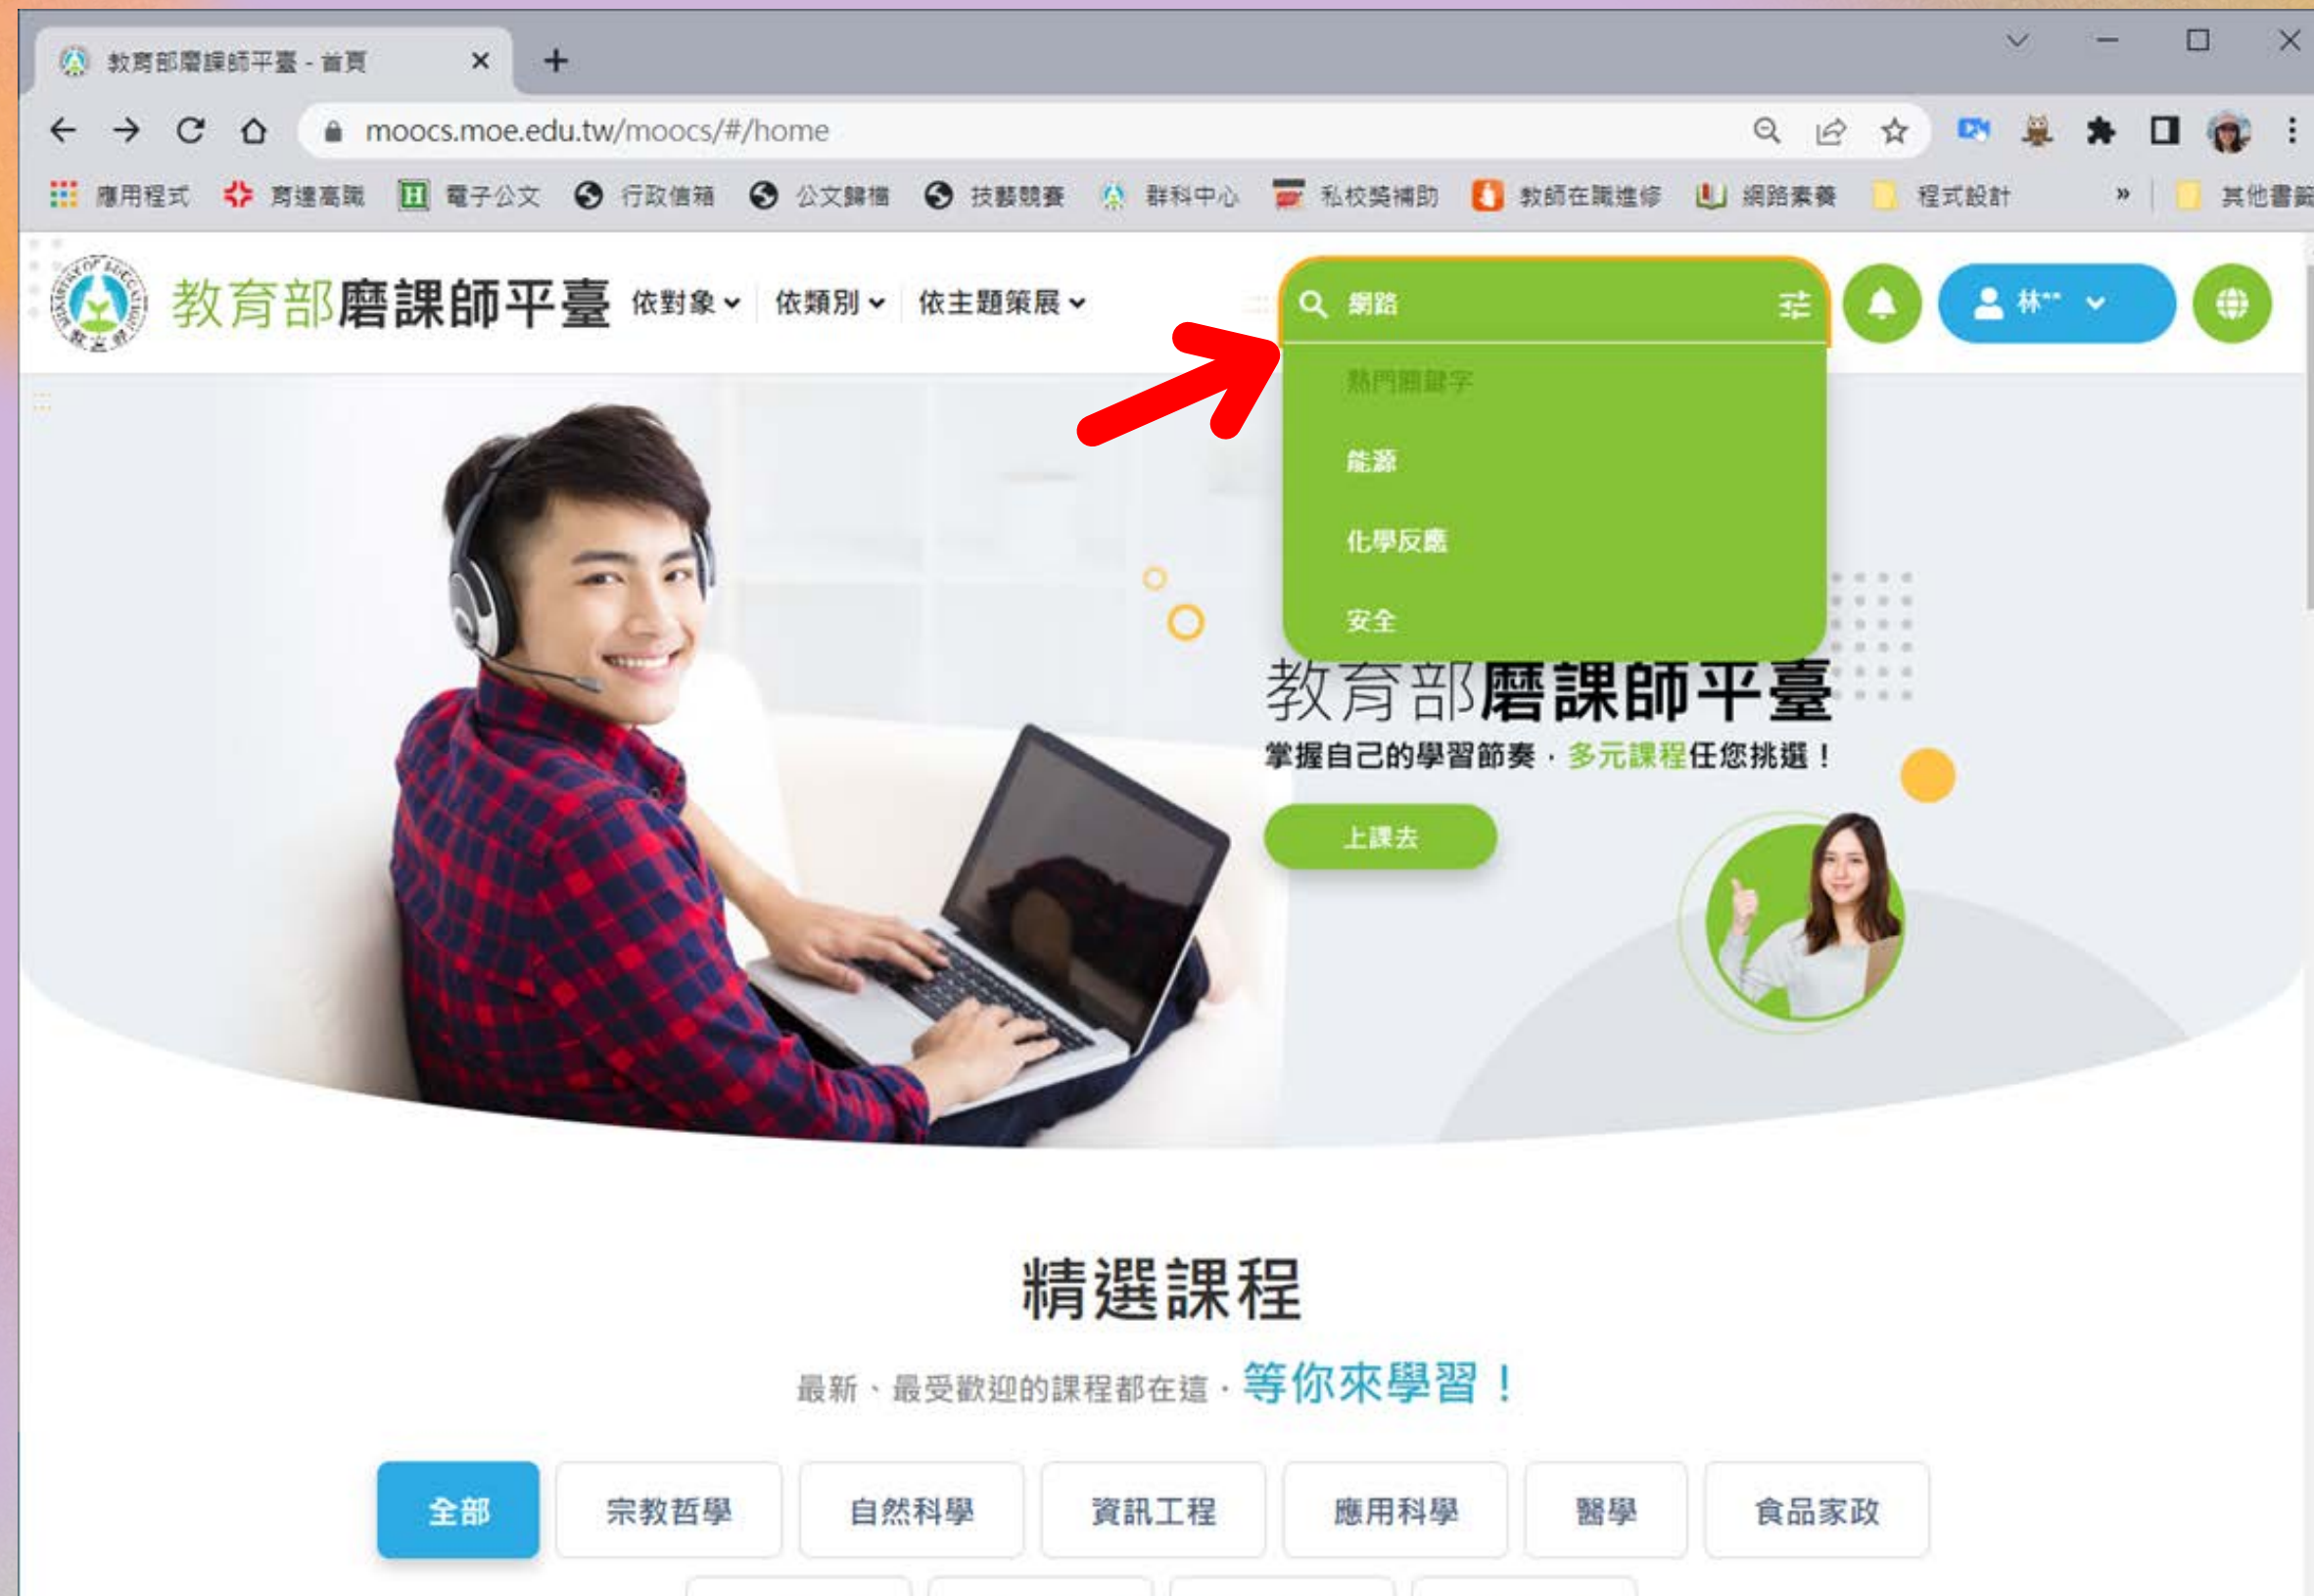 教育部磨課師平臺 - 首頁
moocs.moe.edu.tw/moocs/#/home
應用程式 育達高職 電子公文 行政信箱 公文歸檔 技藝競賽 群科中心 私校獎補助 教師在職進修 網路素養 程式設計 » 其他書籤
教育部磨課師平臺 依對象 依類別 依主題策展 網路 林**
熱門關鍵字
能源
化學反應
安全
教育部磨課師平臺
掌握自己的學習節奏，多元課程任您挑選！
上課去
精選課程
最新、最受歡迎的課程都在這，等你來學習！
全部 宗教哲學 自然科學 資訊工程 應用科學 醫學 食品家政